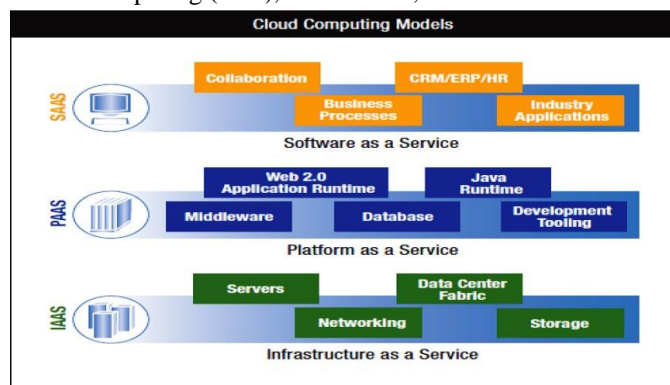 Cloud Computing Models
SAAS
Collaboration
CRM/ERP/HR
Business
Processes
Industry
Applications
Software as a Service
PAAS
Web 2.0
Application Runtime
Java
Runtime
Middleware
Database
Development
Tooling
Platform as a Service
IAAS
Servers
Data Center
Fabric
Networking
Storage
Infrastructure as a Service